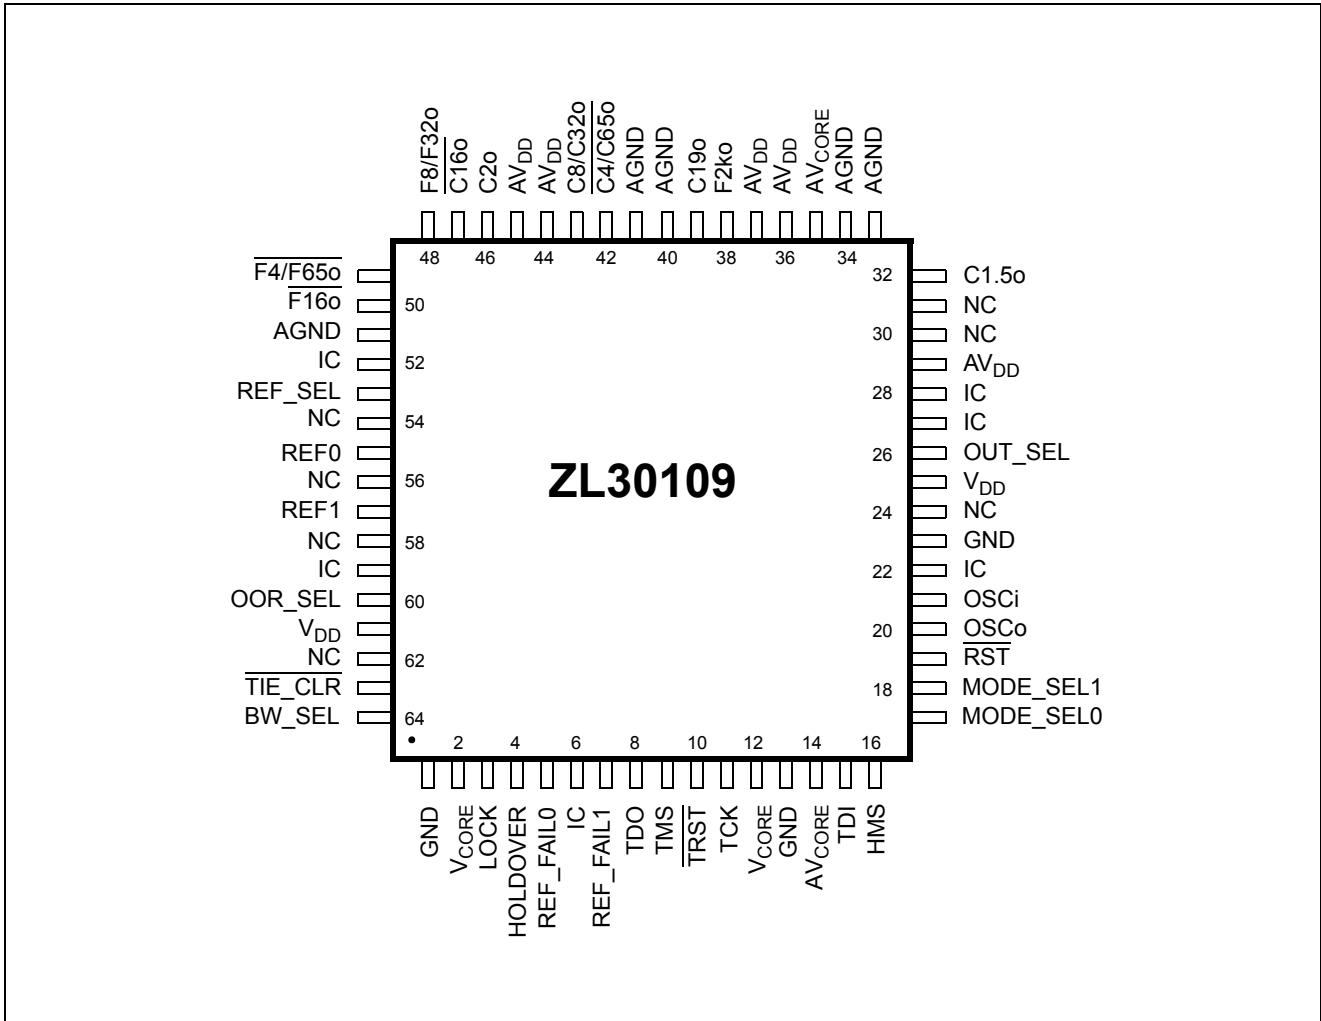 F8/F32o
C16o
C2o
AVDD
AVDD
C8/C32o
C4/C65o
AGND
AGND
C19o
F2ko
AVDD
AVDD
AVCORE
AGND
AGND
48 46 44 42 40 38 36 34
F4/F65o
F16o 50
AGND
IC 52
REF_SEL
NC 54
REF0
NC 56
REF1
NC 58
IC
OOR_SEL 60
VDD
NC 62
TIE_CLR
BW_SEL 64
ZL30109
32 C1.5o
NC
30 NC
AVDD
28 IC
IC
26 OUT_SEL
VDD
24 NC
GND
22 IC
OSCi
20 OSCo
RST
18 MODE_SEL1
MODE_SEL0
2 4 6 8 10 12 14 16
GND
VCORE
LOCK
HOLDOVER
REF_FAIL0
IC
REF_FAIL1
TDO
TMS
TRST
TCK
VCORE
GND
AVCORE
TDI
HMS